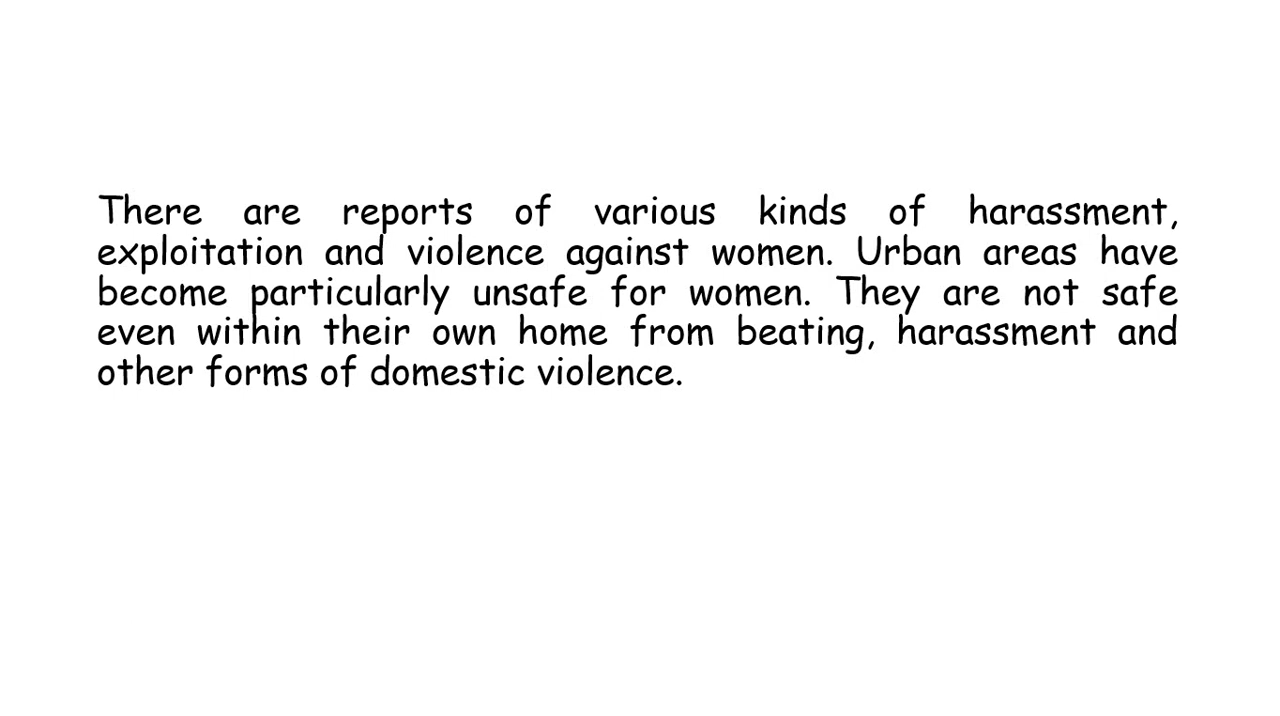 There are reports of various kinds of harassment,
exploitation and violence against women. Urban areas have
become particularly unsafe for women. They are not safe
even within their own home from beating, harassment and
other forms of domestic violence.